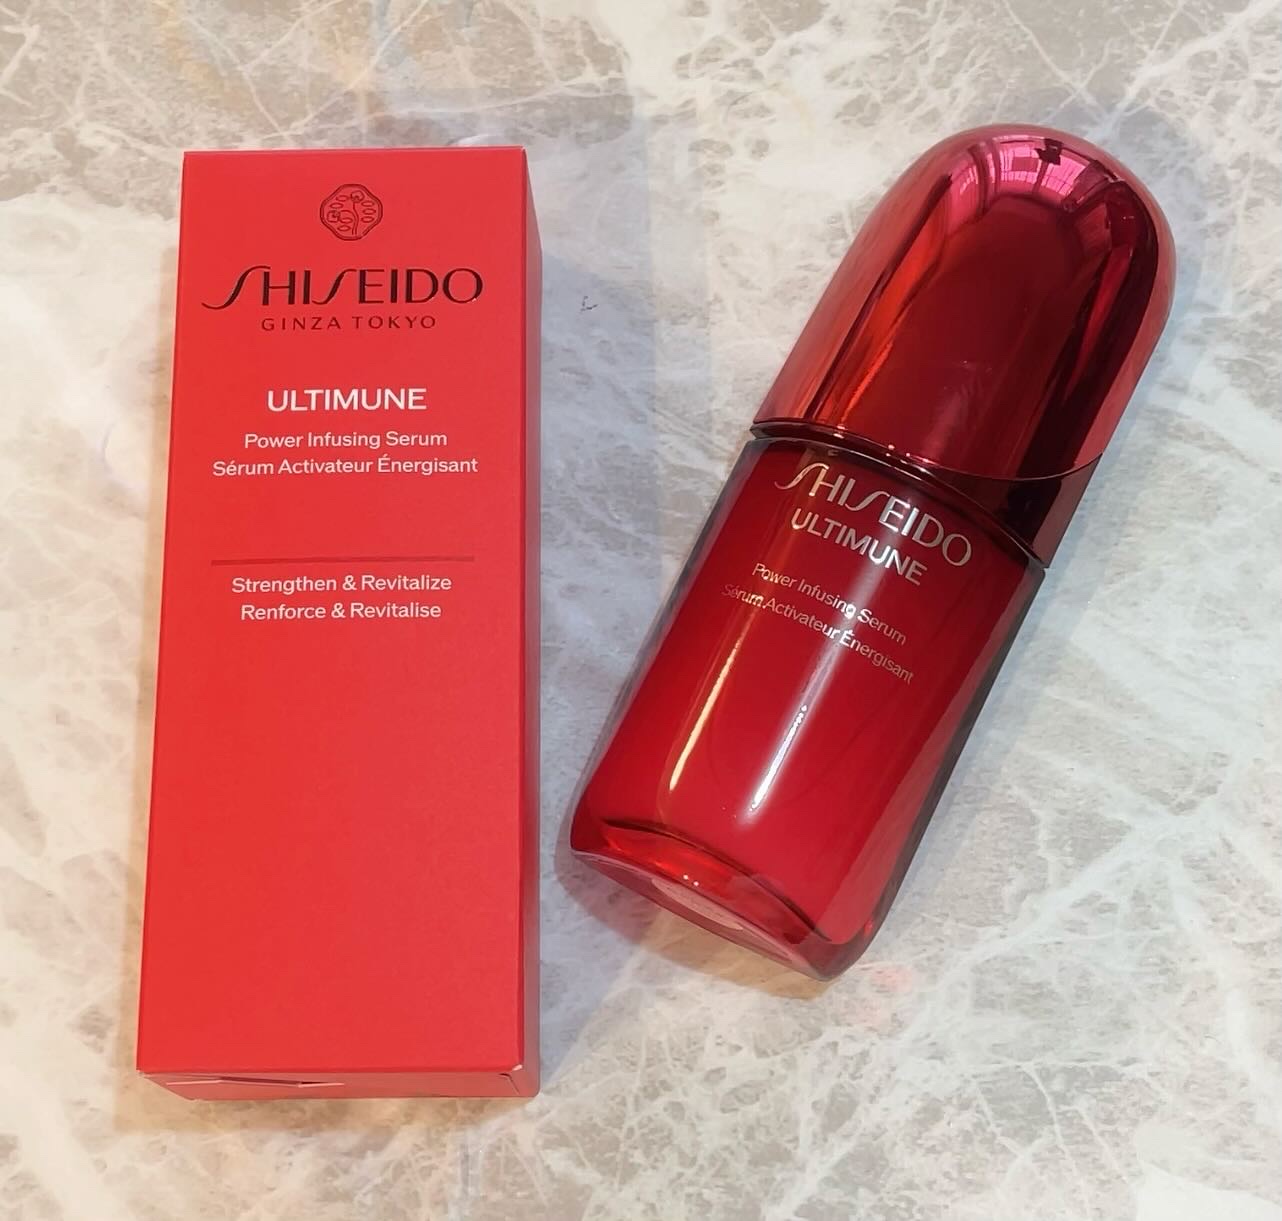 SHISEIDO
GINZA TOKYO
ULTIMUNE
Power Infusing Serum
Sérum Activateur Énergisant
Strengthen & Revitalize
Renforce & Revitalise
SHISEIDO
ULTIMUNE
Power Infusing Serum
Sérum Activateur Énergisant